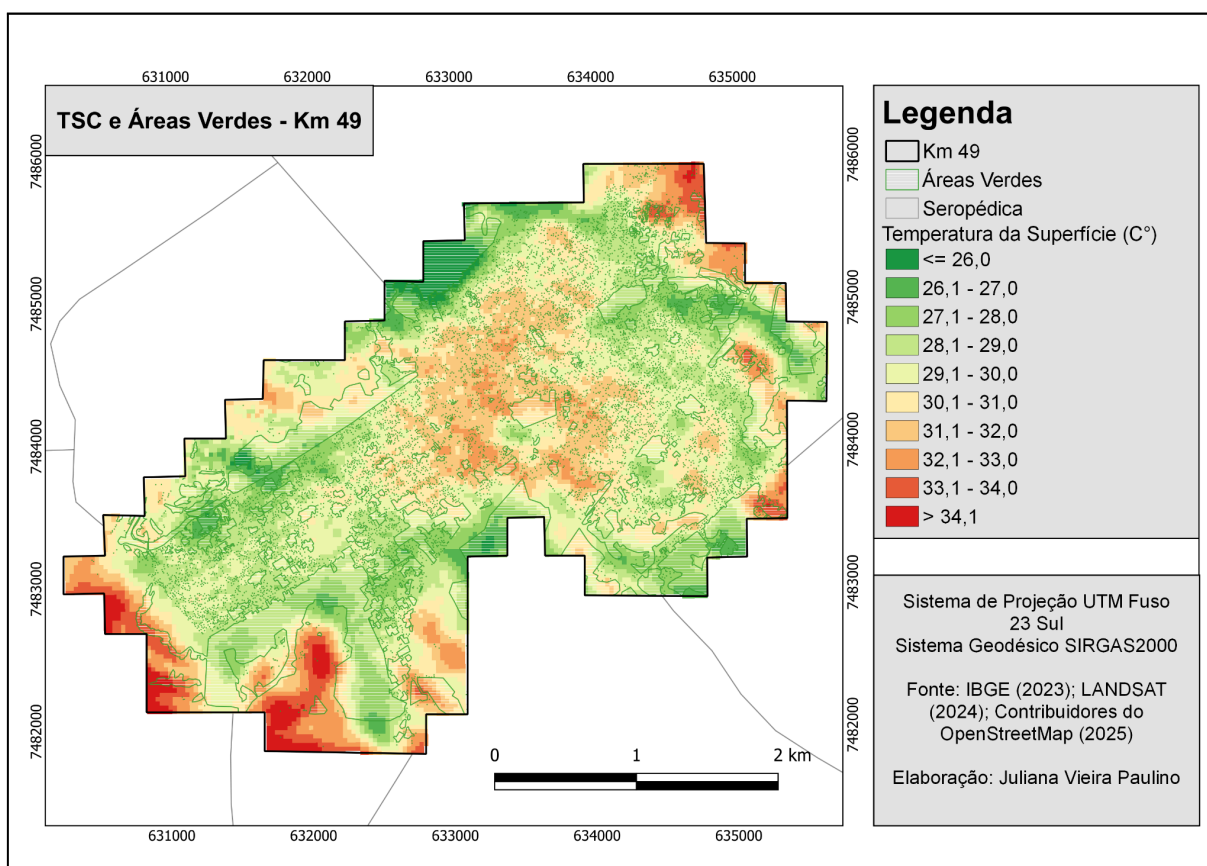 631000 632000 633000 634000 635000
TSC e Áreas Verdes - Km 49
7486000
7485000
7484000
7483000
7482000
7486000
7485000
7484000
7483000
7482000
0 1 2 km
631000 632000 633000 634000 635000
Legenda
Km 49
Áreas Verdes
Seropédica
Temperatura da Superfície (C°)
<= 26,0
26,1 - 27,0
27,1 - 28,0
28,1 - 29,0
29,1 - 30,0
30,1 - 31,0
31,1 - 32,0
32,1 - 33,0
33,1 - 34,0
> 34,1
Sistema de Projeção UTM Fuso
23 Sul
Sistema Geodésico SIRGAS2000
Fonte: IBGE (2023); LANDSAT
(2024); Contribuidores do
OpenStreetMap (2025)
Elaboração: Juliana Vieira Paulino